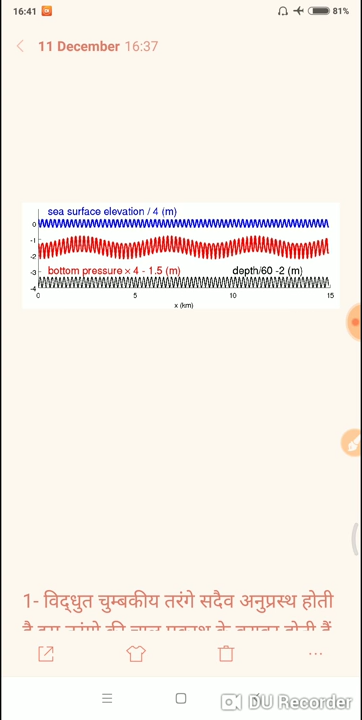 16:41
81%
11 December 16:37
sea surface elevation / 4 (m)
0
-1
-2
bottom pressure × 4 - 1.5 (m)
depth/60 -2 (m)
-3
-4
0
5
10
15
x (km)
1- विद्धुत चुम्बकीय तरंगे सदैव अनुप्रस्थ होती
DU Recorder